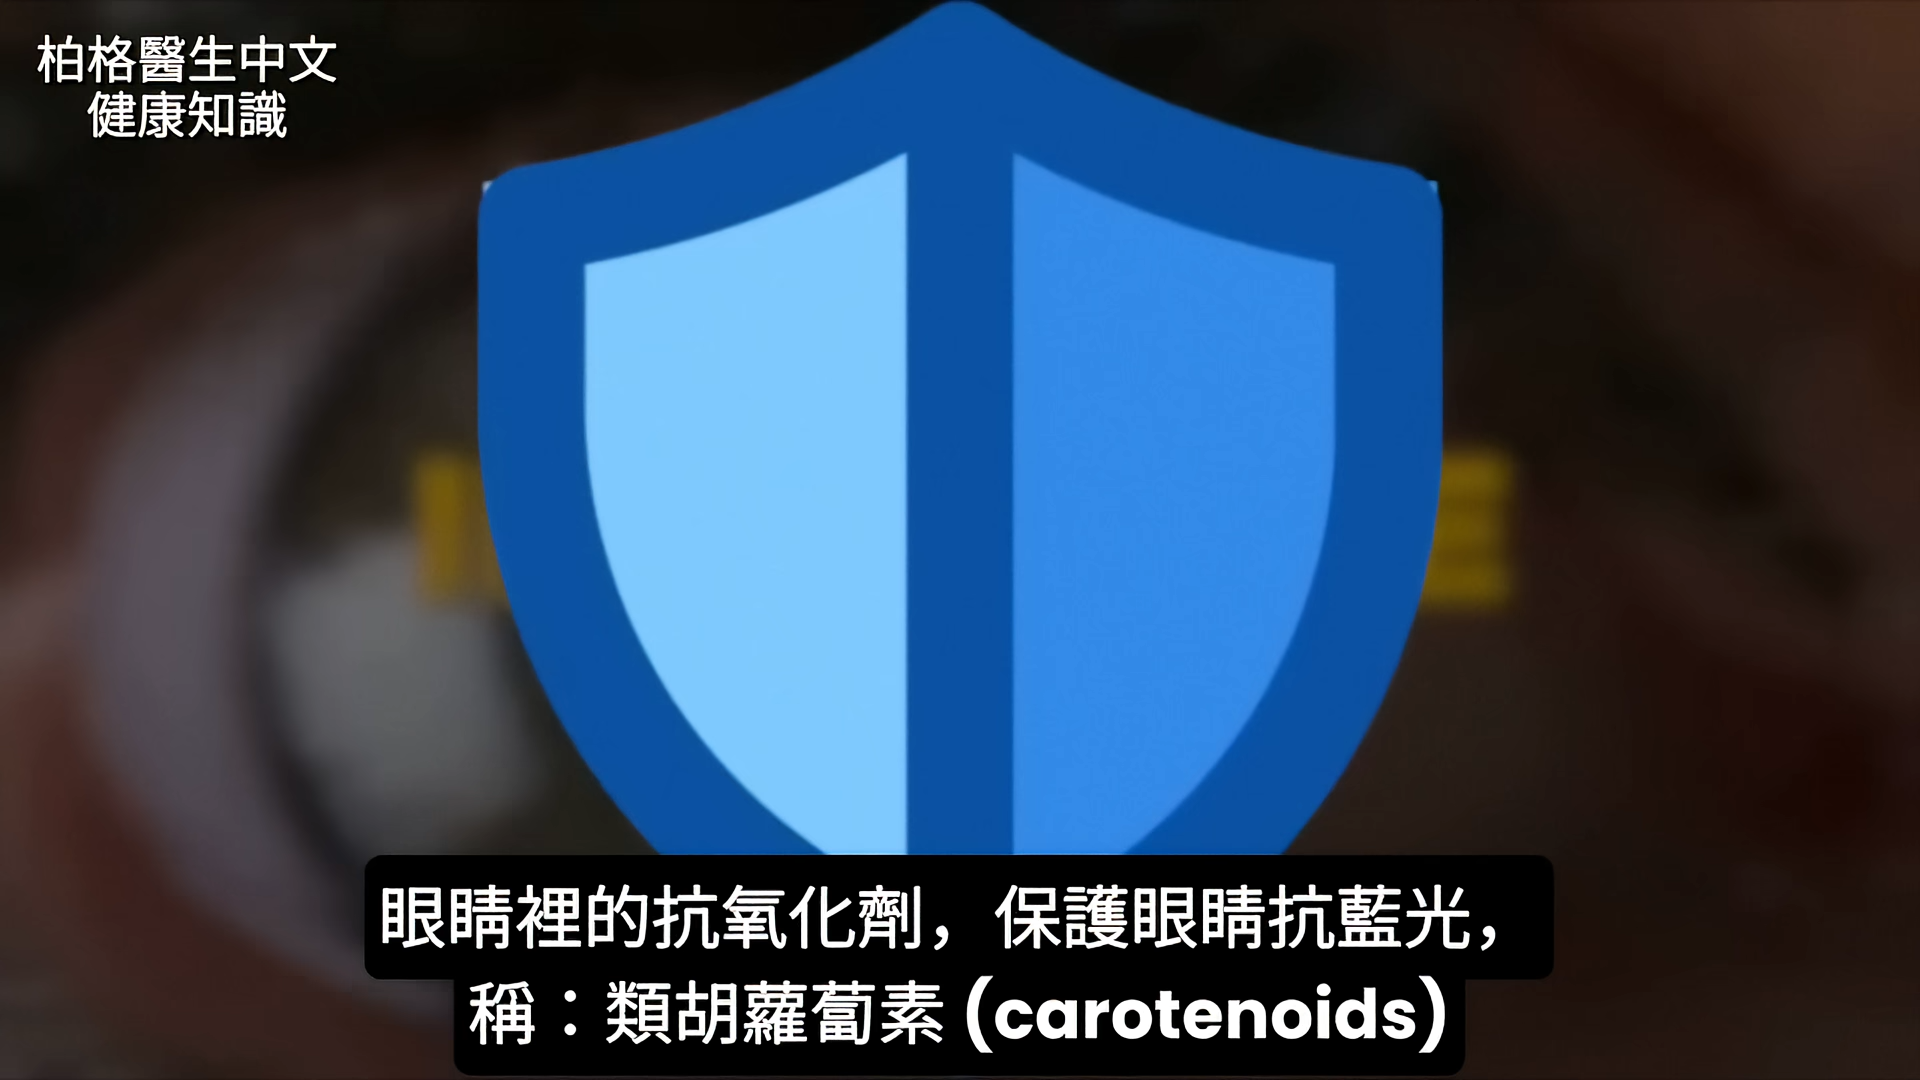 柏格醫生中文
健康知識
眼睛裡的抗氧化劑，保護眼睛抗藍光，
稱：類胡蘿蔔素 (carotenoids)